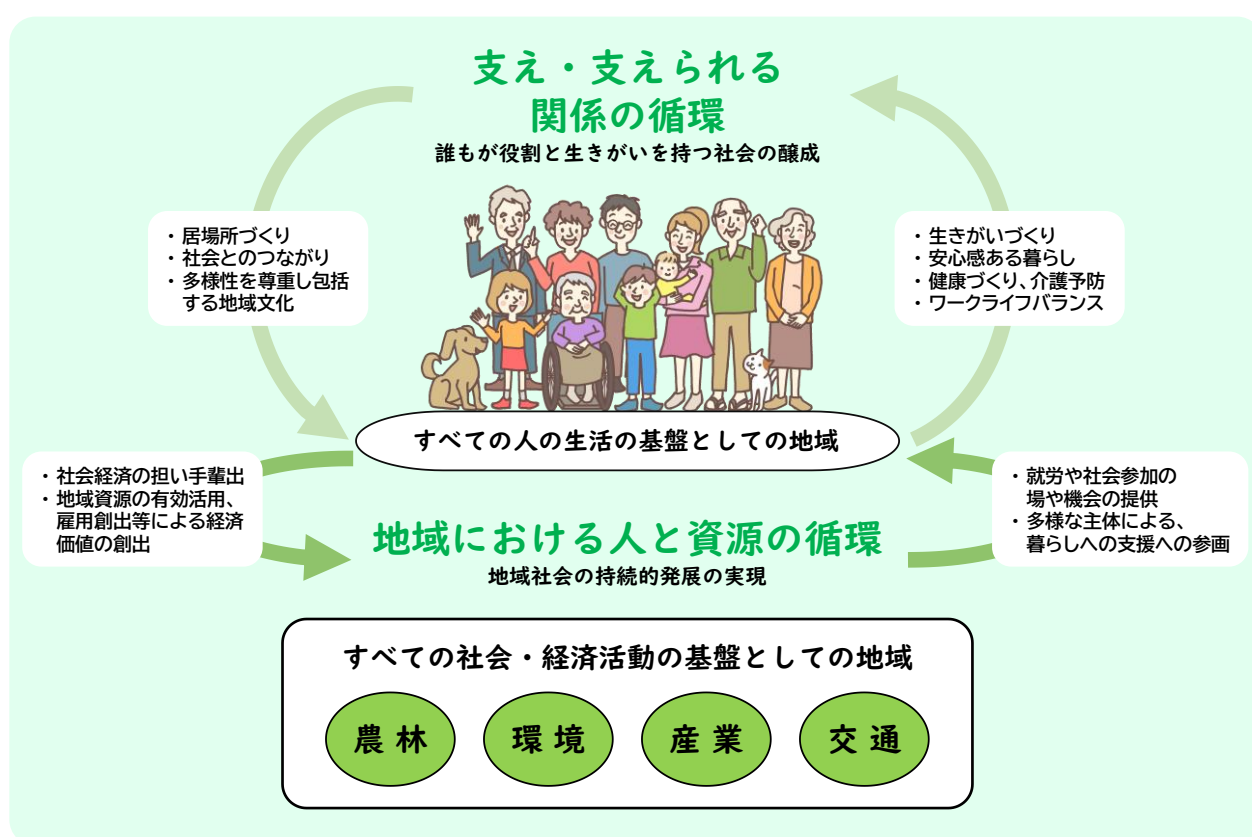 支え・支えられる
関係の循環
誰もが役割と生きがいを持つ社会の醸成
・居場所づくり
・社会とのつながり
・多様性を尊重し包括
する地域文化
・生きがいづくり
・安心感ある暮らし
・健康づくり、介護予防
・ワークライフバランス
すべての人の生活の基盤としての地域
・社会経済の担い手輩出
・地域資源の有効活用、
雇用創出等による経済
価値の創出
・就労や社会参加の
場や機会の提供
・多様な主体による、
暮らしへの支援への参画
地域における人と資源の循環
地域社会の持続的発展の実現
すべての社会・経済活動の基盤としての地域
農林
環境
産業
交通